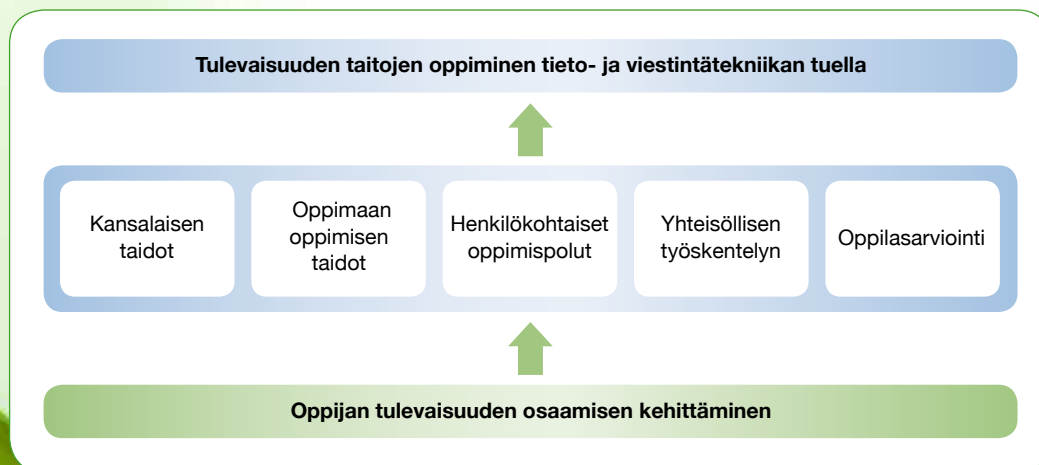 Tulevaisuuden taitojen oppiminen tieto- ja viestintätekniikan tuella
Kansalaisen
taidot
Oppimaan
oppimisen
taidot
Henkilökohtaiset
oppimispolut
Yhteisöllisen
työskentelyn
Oppilasarviointi
Oppijan tulevaisuuden osaamisen kehittäminen